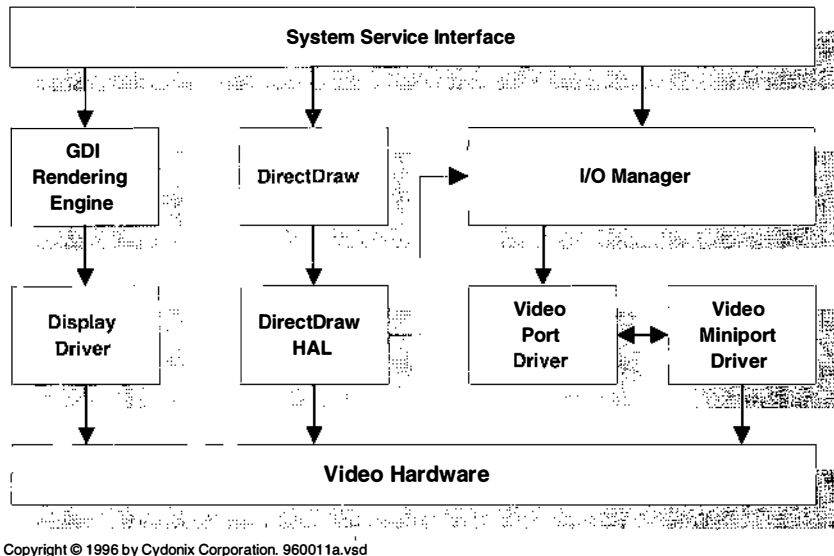 System Service Interface
GDI
Rendering
Engine
DirectDraw
I/O Manager
Display
Driver
DirectDraw
HAL
Video
Port
Driver
Video
Miniport
Driver
Video Hardware
Copyright © 1996 by Cydonix Corporation. 960011a.vsd